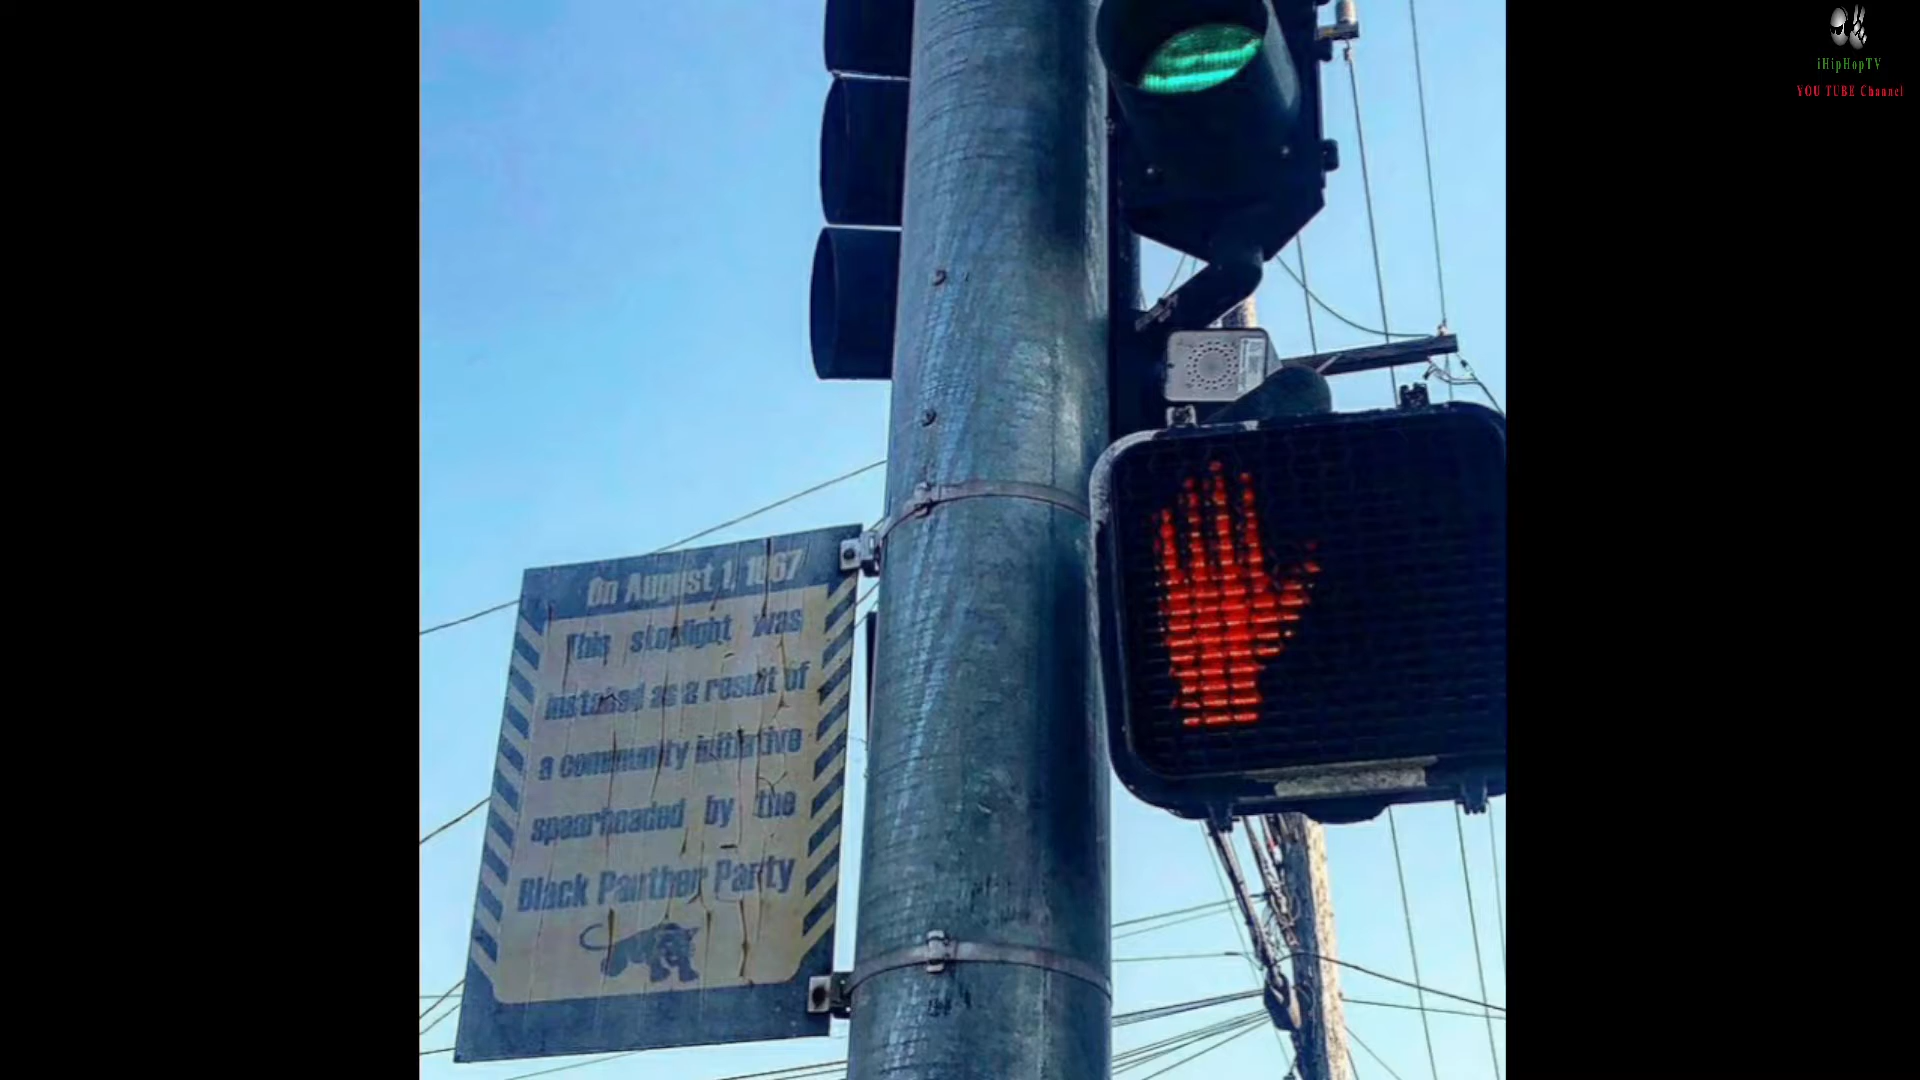 iHipHopTV
YOU TUBE Channel
On August 1, 1967
This stoplight was
installed as a result of
a community initiative
spearheaded by the
Black Panther Party